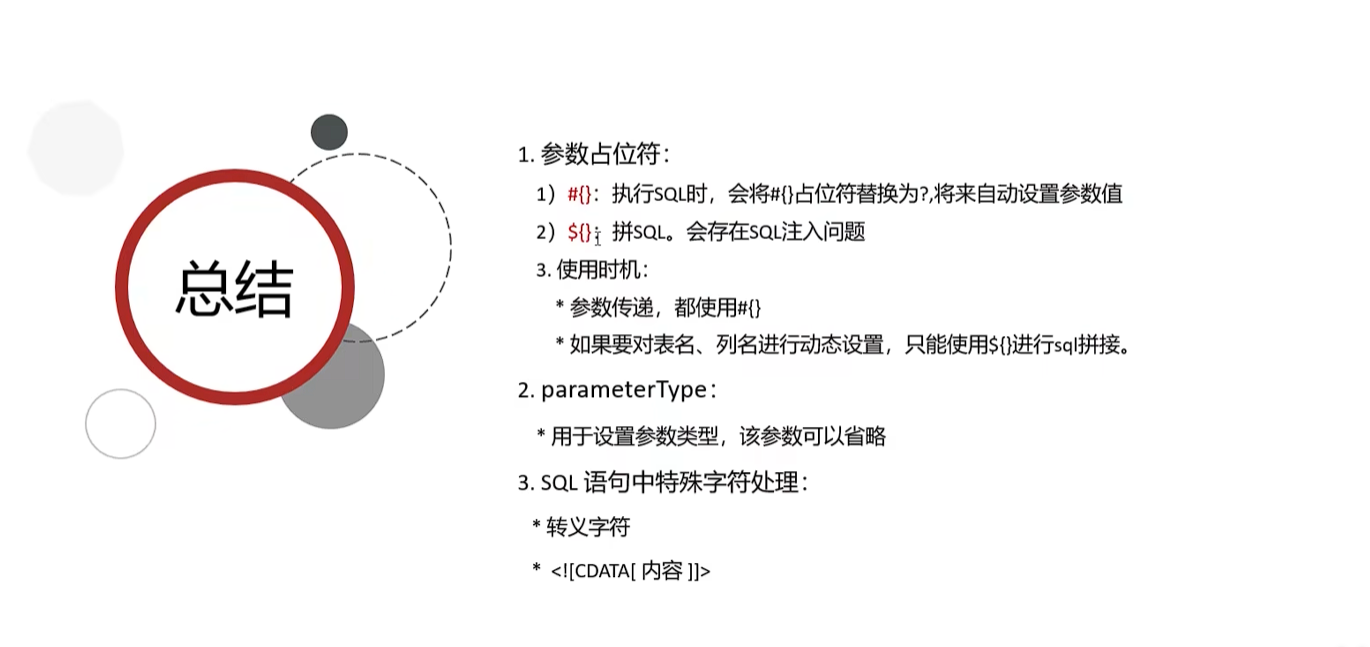 总结
1. 参数占位符：
1）#{}：执行SQL时，会将#{}占位符替换为?,将来自动设置参数值
2）${}：拼SQL。会存在SQL注入问题
3. 使用时机：
* 参数传递，都使用#{}
* 如果要对表名、列名进行动态设置，只能使用${}进行sql拼接。
2. parameterType：
* 用于设置参数类型，该参数可以省略
3. SQL 语句中特殊字符处理：
* 转义字符
* <![CDATA[ 内容 ]]>